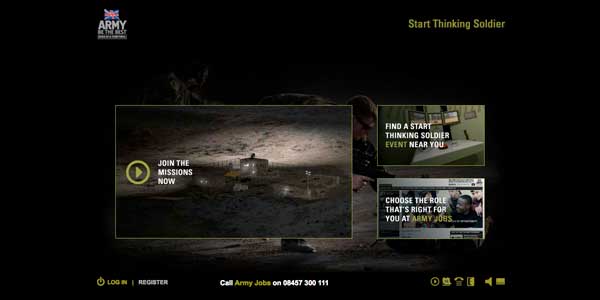 ARMY
BE THE BEST
Start Thinking Soldier
JOIN THE
MISSIONS
NOW
FIND A START
THINKING SOLDIER
EVENT NEAR YOU
CHOOSE THE ROLE
THAT'S RIGHT FOR
YOU AT ARMY JOBS
LOG IN | REGISTER
Call Army Jobs on 08457 300 111